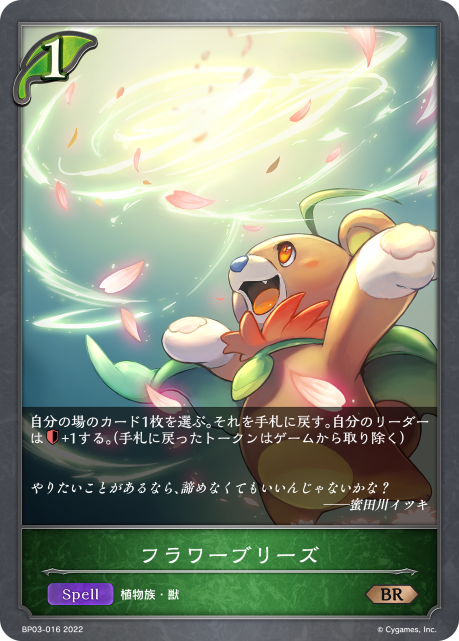 1
自分の場のカード1枚を選ぶ。それを手札に戻す。自分のリーダー
は+1する。(手札に戻ったトークンはゲームから取り除く)
やりたいことがあるなら、諦めなくてもいいんじゃないかな?
――蜜田川イツキ
フラワーブリーズ
Spell 植物族・獣 BR
BP03-016 2022 © Cygames, Inc.